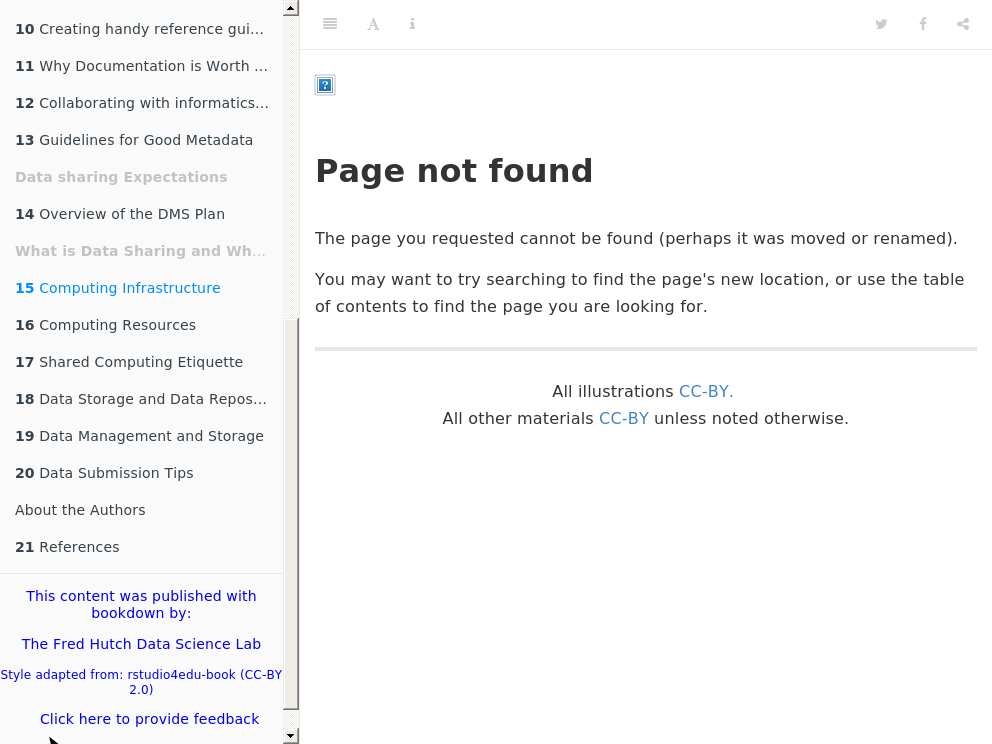 10 Creating handy reference gui...
11 Why Documentation is Worth ...
12 Collaborating with informatics...
13 Guidelines for Good Metadata
Data sharing Expectations
14 Overview of the DMS Plan
What is Data Sharing and Wh...
15 Computing Infrastructure
16 Computing Resources
17 Shared Computing Etiquette
18 Data Storage and Data Repos...
19 Data Management and Storage
20 Data Submission Tips
About the Authors
21 References
This content was published with
bookdown by:
The Fred Hutch Data Science Lab
Style adapted from: rstudio4edu-book (CC-BY
2.0)
Click here to provide feedback
Page not found
The page you requested cannot be found (perhaps it was moved or renamed).
You may want to try searching to find the page's new location, or use the table
of contents to find the page you are looking for.
All illustrations CC-BY.
All other materials CC-BY unless noted otherwise.